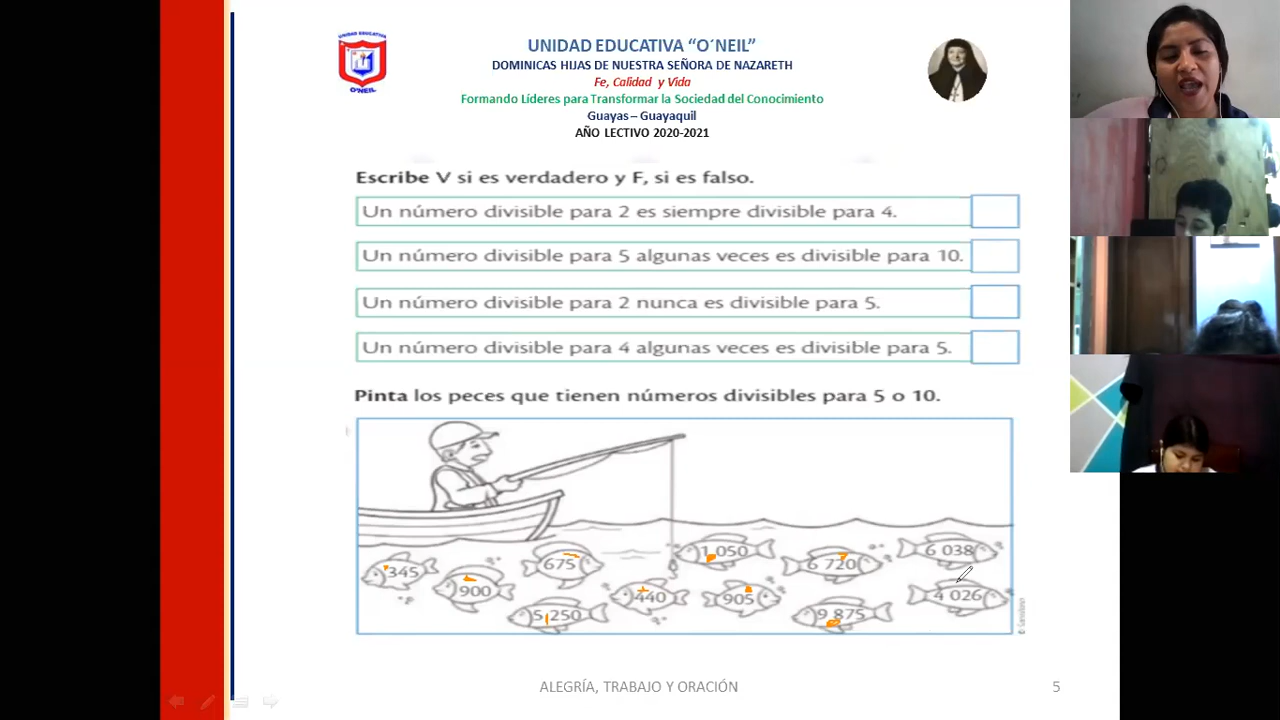 UNIDAD EDUCATIVA
O'NEIL
UNIDAD EDUCATIVA “O´NEIL”
DOMINICAS HIJAS DE NUESTRA SEÑORA DE NAZARETH
Fe, Calidad y Vida
Formando Líderes para Transformar la Sociedad del Conocimiento
Guayas – Guayaquil
AÑO LECTIVO 2020-2021
Escribe V si es verdadero y F, si es falso.
Un número divisible para 2 es siempre divisible para 4.
Un número divisible para 5 algunas veces es divisible para 10.
Un número divisible para 2 nunca es divisible para 5.
Un número divisible para 4 algunas veces es divisible para 5.
Pinta los peces que tienen números divisibles para 5 o 10.
345
900
675
5 250
440
1 050
905
6 720
9 875
6 038
4 026
© Santillana
ALEGRÍA, TRABAJO Y ORACIÓN
5